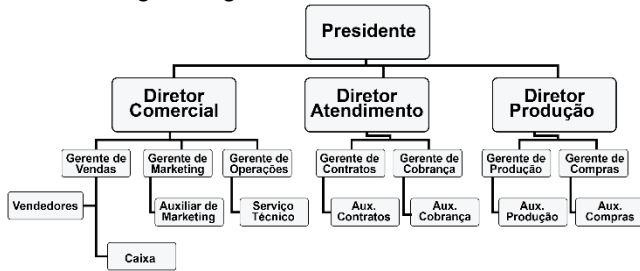 Presidente
Diretor
Comercial
Diretor
Atendimento
Diretor
Produção
Gerente de
Vendas
Gerente de
Marketing
Gerente de
Operações
Gerente de
Contratos
Gerente de
Cobrança
Gerente de
Produção
Gerente de
Compras
Vendedores
Auxiliar de
Marketing
Serviço
Técnico
Aux.
Contratos
Aux.
Cobrança
Aux.
Produção
Aux.
Compras
Caixa